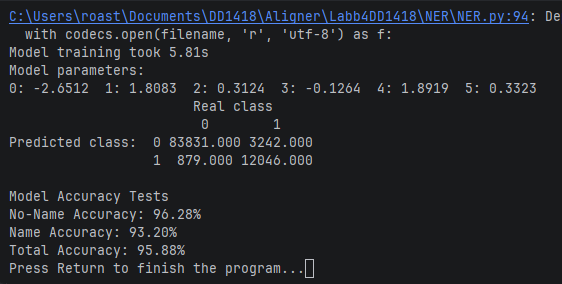 C:\Users\roast\Documents\DD1418\Aligner\Labb4DD1418\NER\NER.py:94: De
with codecs.open(filename, 'r', 'utf-8') as f:
Model training took 5.81s
Model parameters:
0: -2.6512  1: 1.8083  2: 0.3124  3: -0.1264  4: 1.8919  5: 0.3323
Real class
0        1
Predicted class:  0 83831.000 3242.000
1  879.000 12046.000
Model Accuracy Tests
No-Name Accuracy: 96.28%
Name Accuracy: 93.20%
Total Accuracy: 95.88%
Press Return to finish the program...